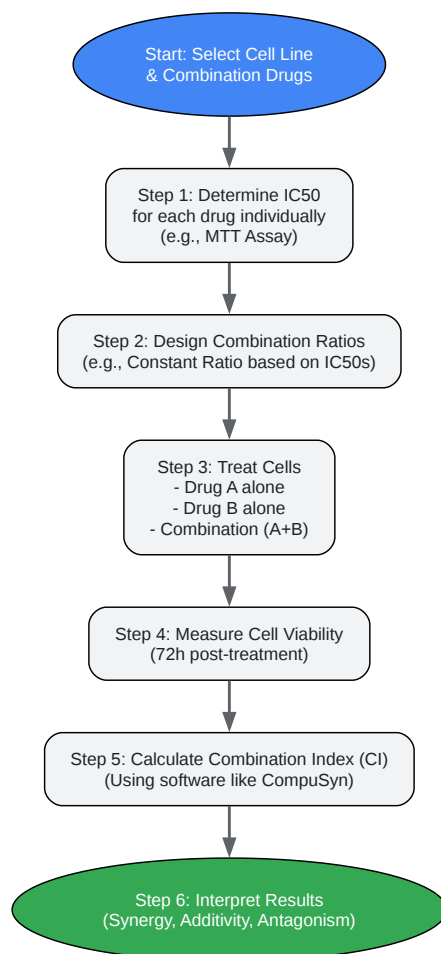 Start: Select Cell Line
& Combination Drugs
Step 1: Determine IC50
for each drug individually
(e.g., MTT Assay)
Step 2: Design Combination Ratios
(e.g., Constant Ratio based on IC50s)
Step 3: Treat Cells
- Drug A alone
- Drug B alone
- Combination (A+B)
Step 4: Measure Cell Viability
(72h post-treatment)
Step 5: Calculate Combination Index (CI)
(Using software like CompuSyn)
Step 6: Interpret Results
(Synergy, Additivity, Antagonism)